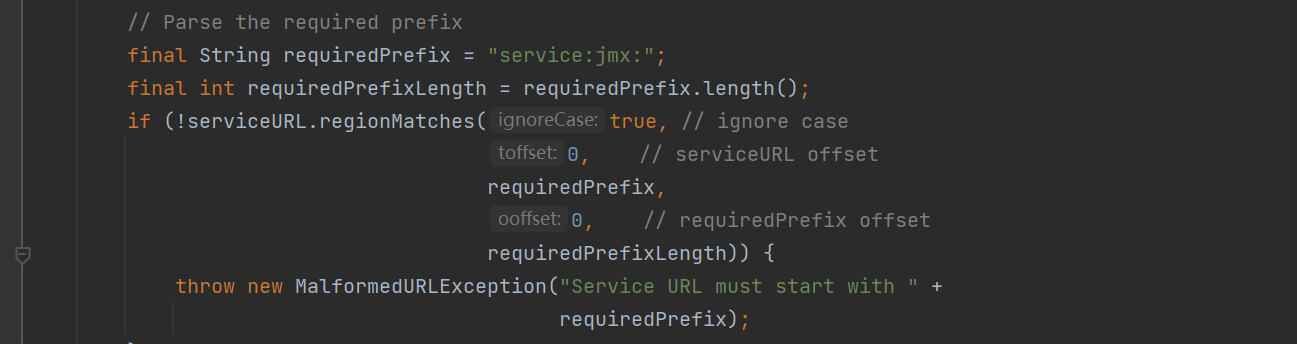 // Parse the required prefix
final String requiredPrefix = "service:jmx:";
final int requiredPrefixLength = requiredPrefix.length();
if (!serviceURL.regionMatches( ignoreCase: true, // ignore case
toffset: 0,    // serviceURL offset
requiredPrefix,
ooffset: 0,    // requiredPrefix offset
requiredPrefixLength)) {
throw new MalformedURLException("Service URL must start with " +
requiredPrefix);